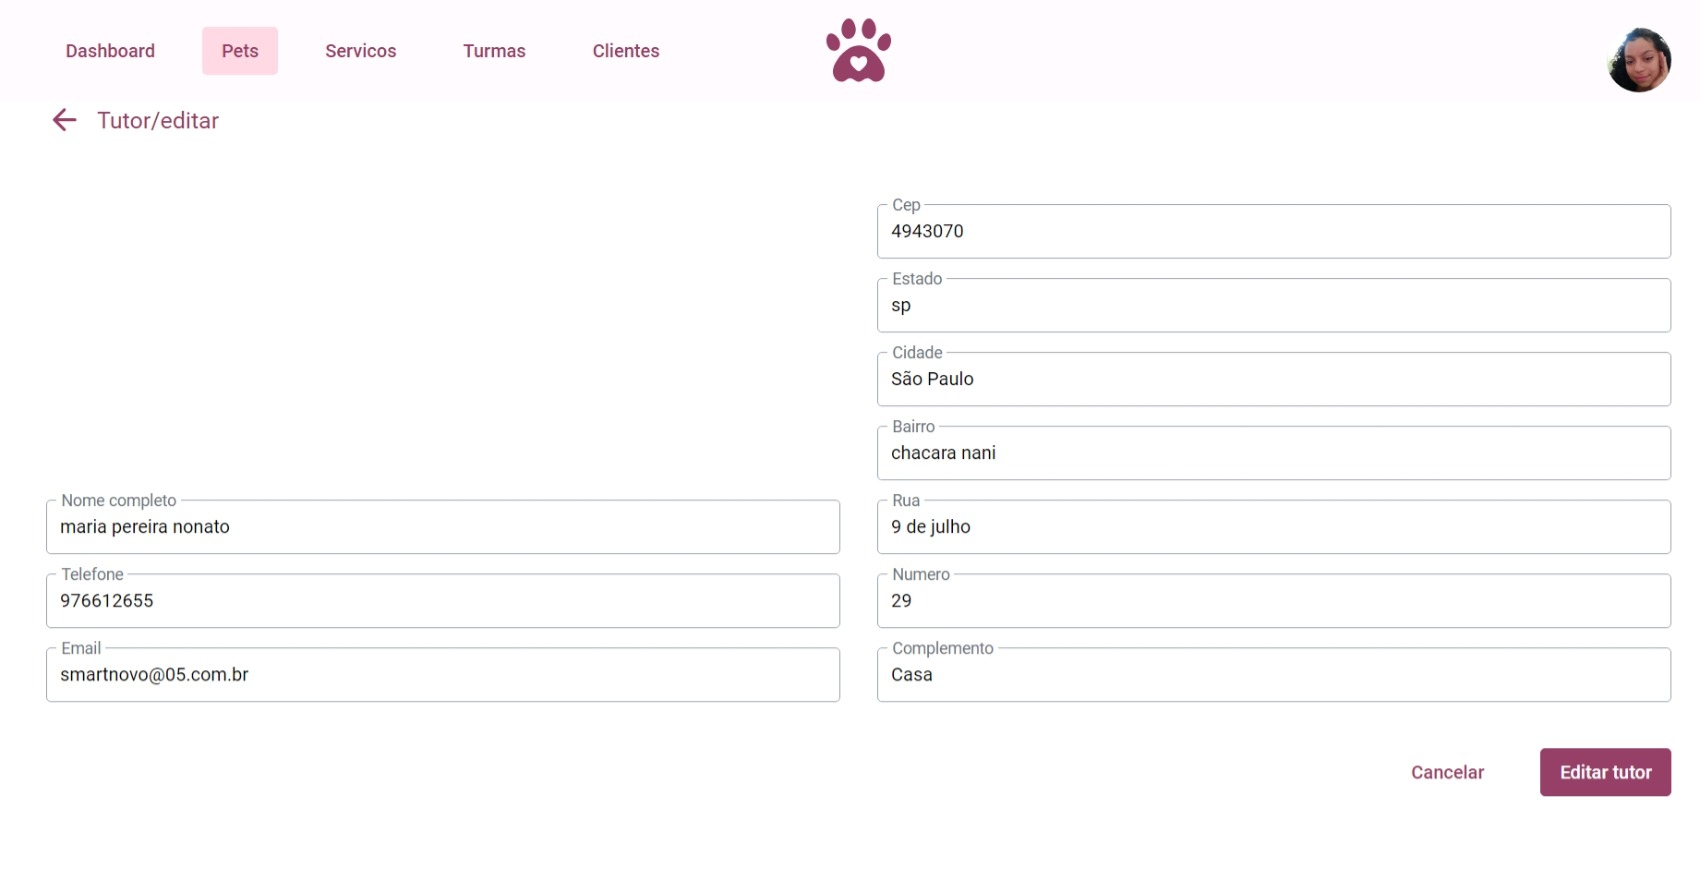 Dashboard
Pets
Servicos
Turmas
Clientes
Tutor/editar
Nome completo
maria pereira nonato
Telefone
976612655
Email
smartnovo@05.com.br
Cep
4943070
Estado
sp
Cidade
São Paulo
Bairro
chacara nani
Rua
9 de julho
Numero
29
Complemento
Casa
Cancelar
Editar tutor